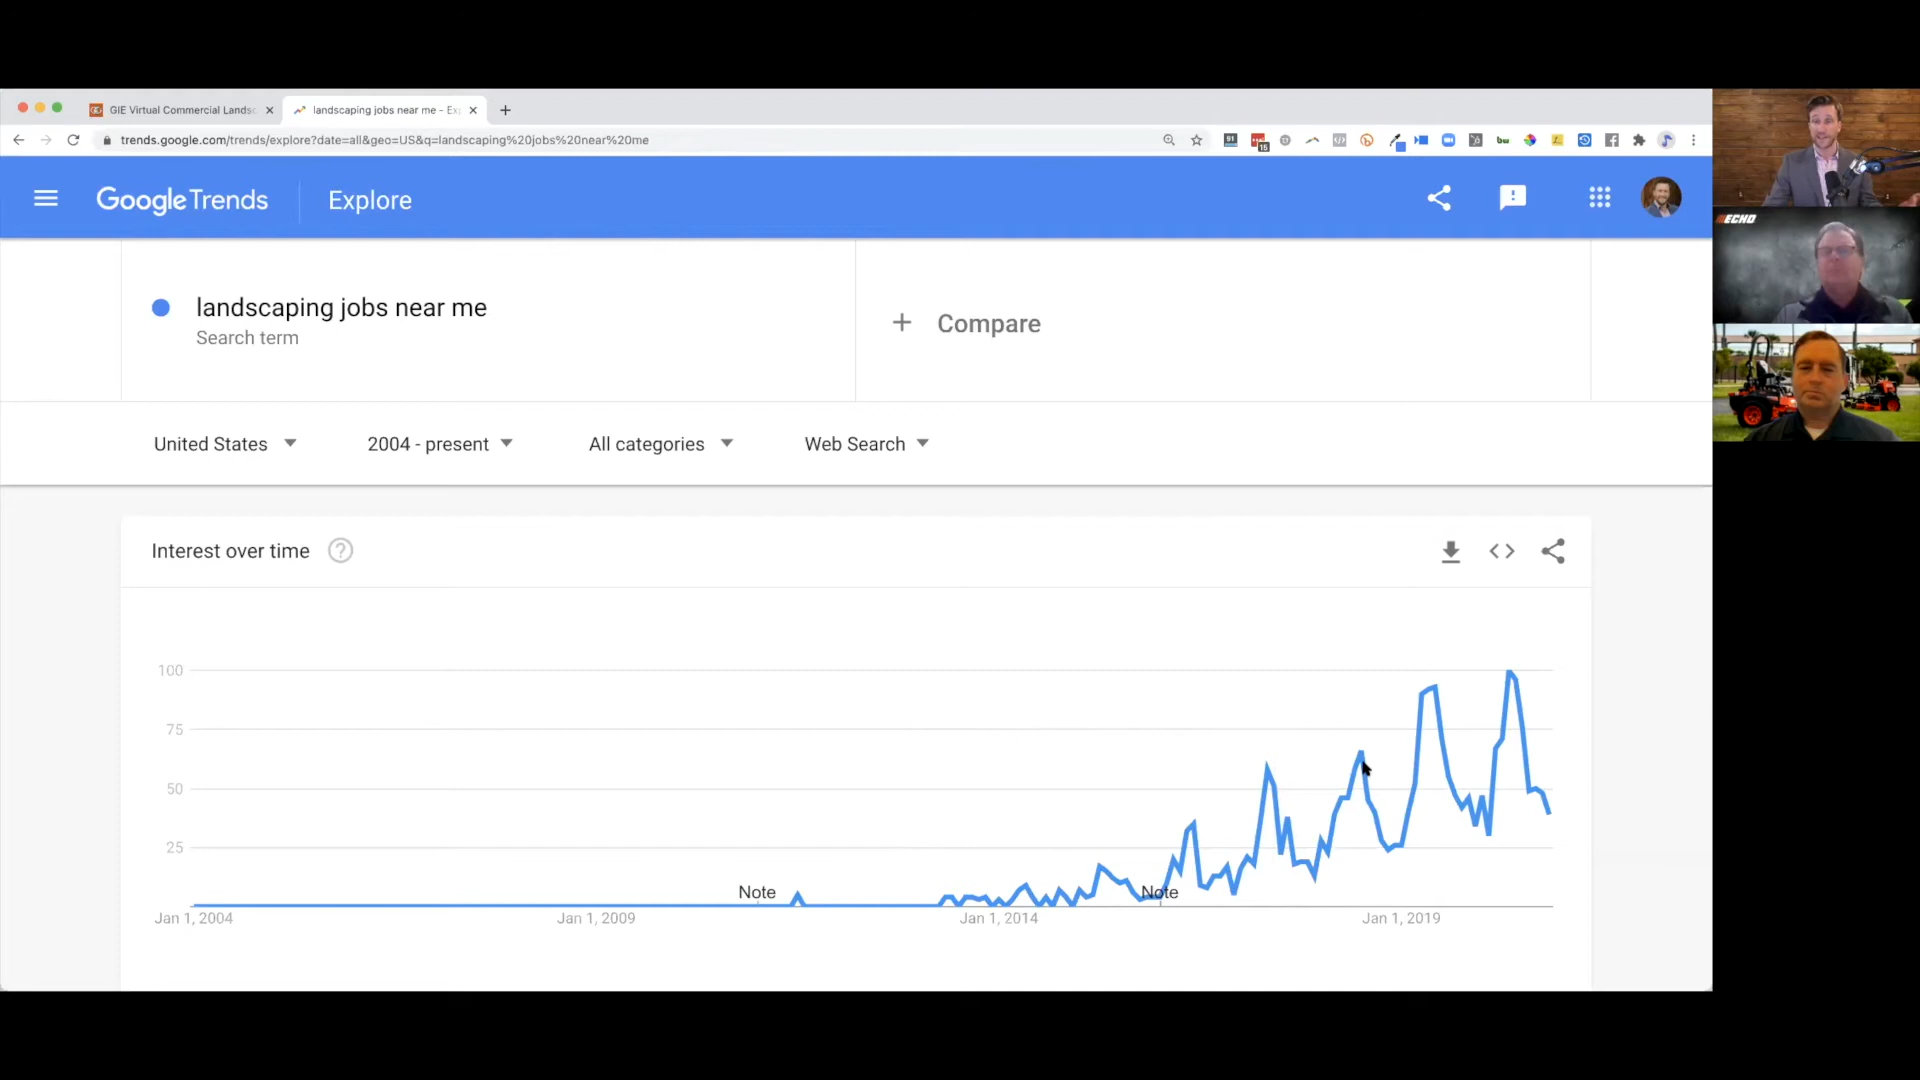 GIE Virtual Commercial Landsc
landscaping jobs near me - Ex
trends.google.com/trends/explore?date=all&geo=US&q=landscaping%20jobs%20near%20me
91
15
bw
Google Trends
Explore
ECHO
landscaping jobs near me
Search term
+ Compare
United States
2004 - present
All categories
Web Search
Interest over time
?
100
75
50
25
Note
Note
Jan 1, 2004
Jan 1, 2009
Jan 1, 2014
Jan 1, 2019